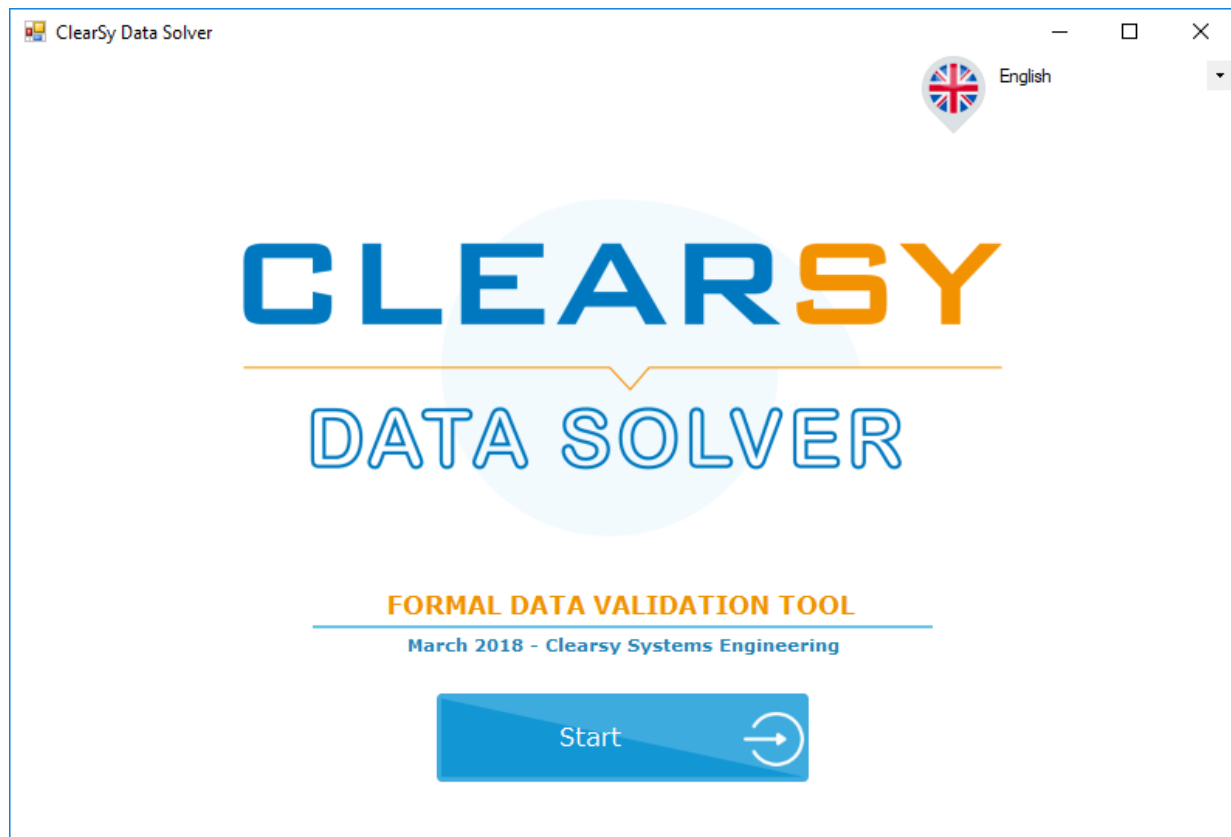 ClearSy Data Solver
English
CLEARSY
DATA SOLVER
FORMAL DATA VALIDATION TOOL
March 2018 - Clearsy Systems Engineering
Start